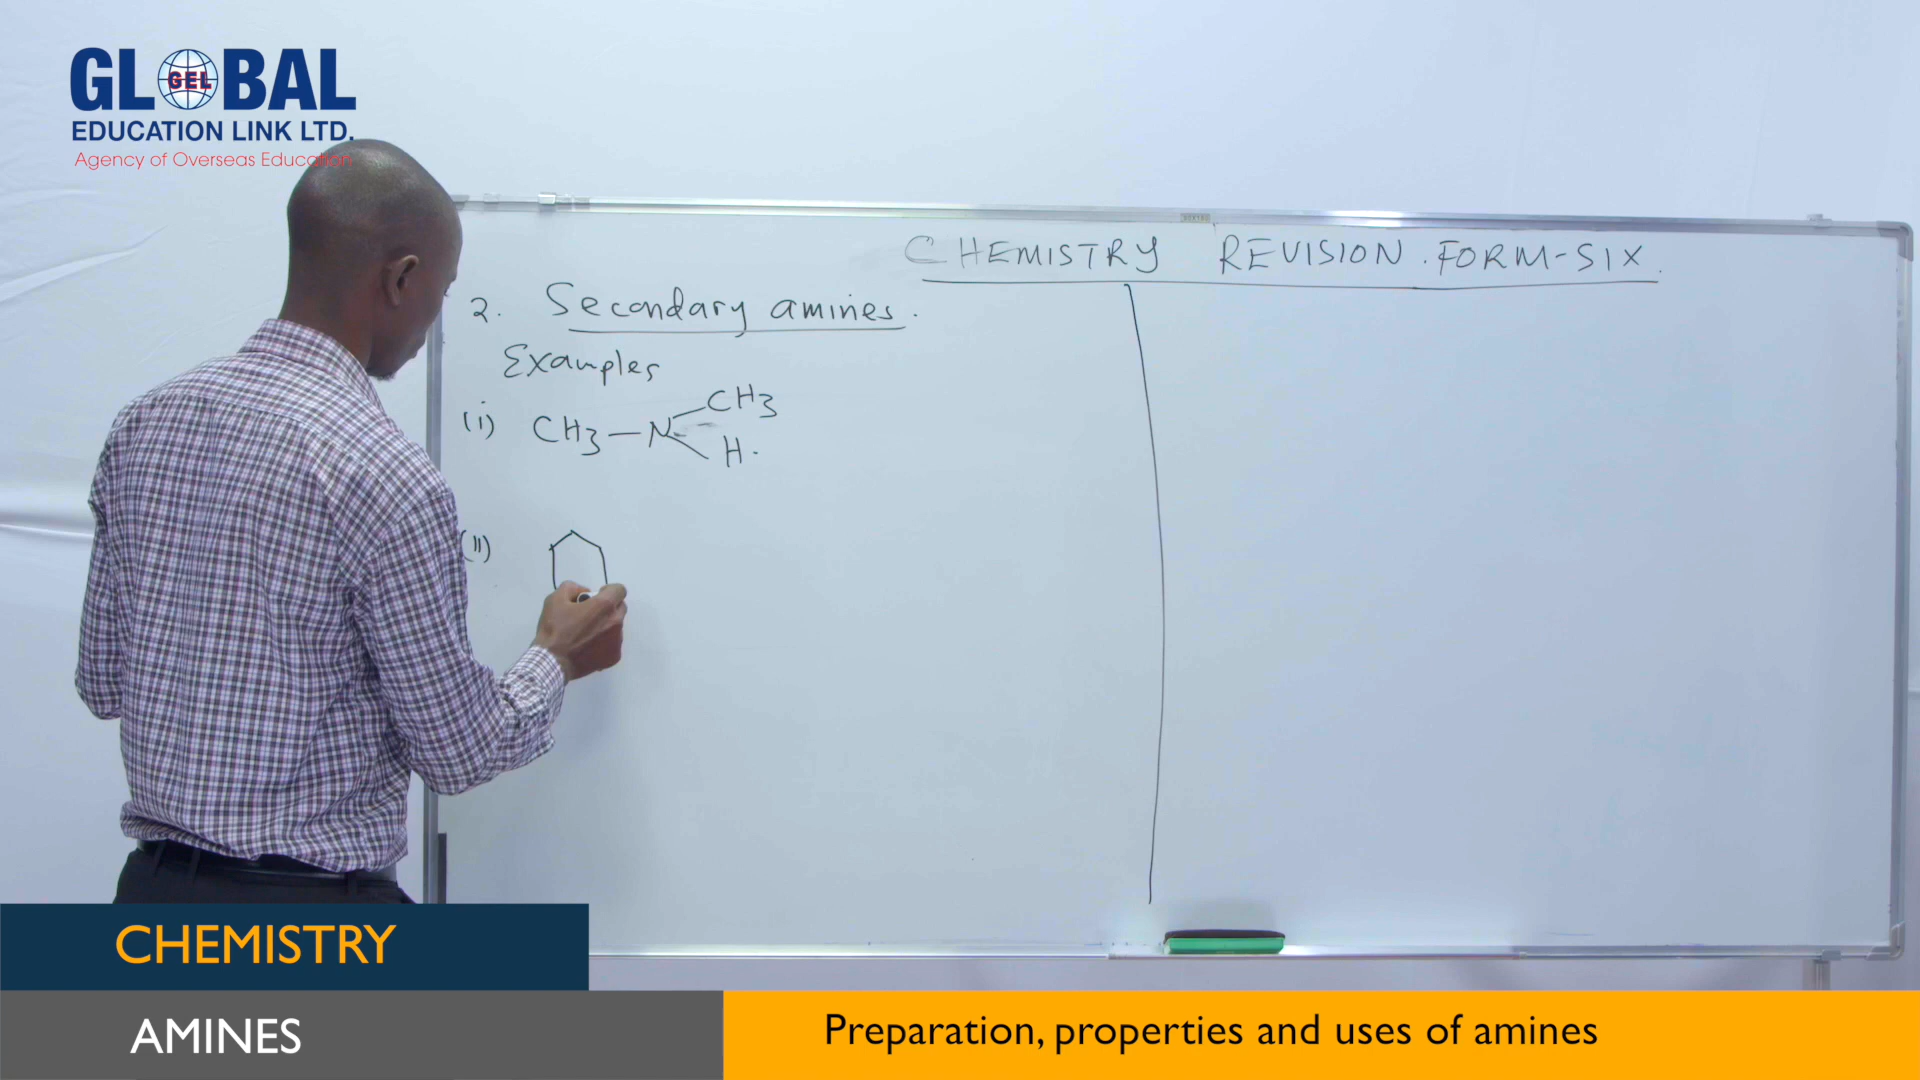 GLOBAL
GEL
EDUCATION LINK LTD.
Agency of Overseas Education
CHEMISTRY REVISION. FORM-SIX.
2. Secondary amines.
Examples
(i) CH3-N CH3
H.
(II)
CHEMISTRY
AMINES
Preparation, properties and uses of amines